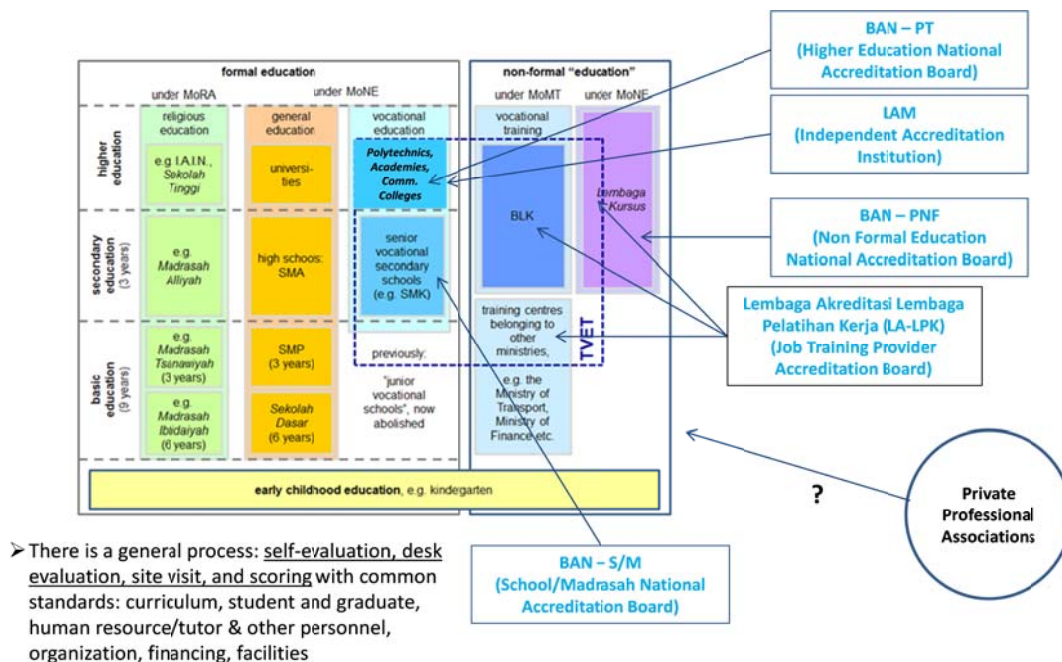 formal education
under MoRA
under MoNE
non-formal "education"
under MoMT
under MoNE
higher
education
secondary
education
(3 years)
basic
education
(9 years)
religious
education
e.g I.A.I.N.,
Sekolah
Tinggi
e.g.
Madrasah
Alliyah
e.g.
Madrasah
Tsanawiyah
(3 years)
e.g.
Madrasah
Ibtidaiyah
(6 years)
general
education
universi-
ties
high schools:
SMA
SMP
(3 years)
Sekolah
Dasar
(6 years)
vocational
education
Polytechnics,
Academies,
Comm.
Colleges
senior
vocational
secondary
schools
(e.g. SMK)
previously:
"junior
vocational
schools", now
abolished
vocational
training
BLK
training centres
belonging to
other
ministries,
e.g. the
Ministry of
Transport,
Ministry of
Finance etc.
Lembaga
Kursus
TVET
early childhood education, e.g. kindergarten
BAN – PT
(Higher Education National
Accreditation Board)
LAM
(Independent Accreditation
Institution)
BAN – PNF
(Non Formal Education
National Accreditation Board)
Lembaga Akreditasi Lembaga
Pelatihan Kerja (LA-LPK)
(Job Training Provider
Accreditation Board)
?
Private
Professional
Associations
BAN – S/M
(School/Madrasah National
Accreditation Board)
➢ There is a general process: self-evaluation, desk
evaluation, site visit, and scoring with common
standards: curriculum, student and graduate,
human resource/tutor & other personnel,
organization, financing, facilities